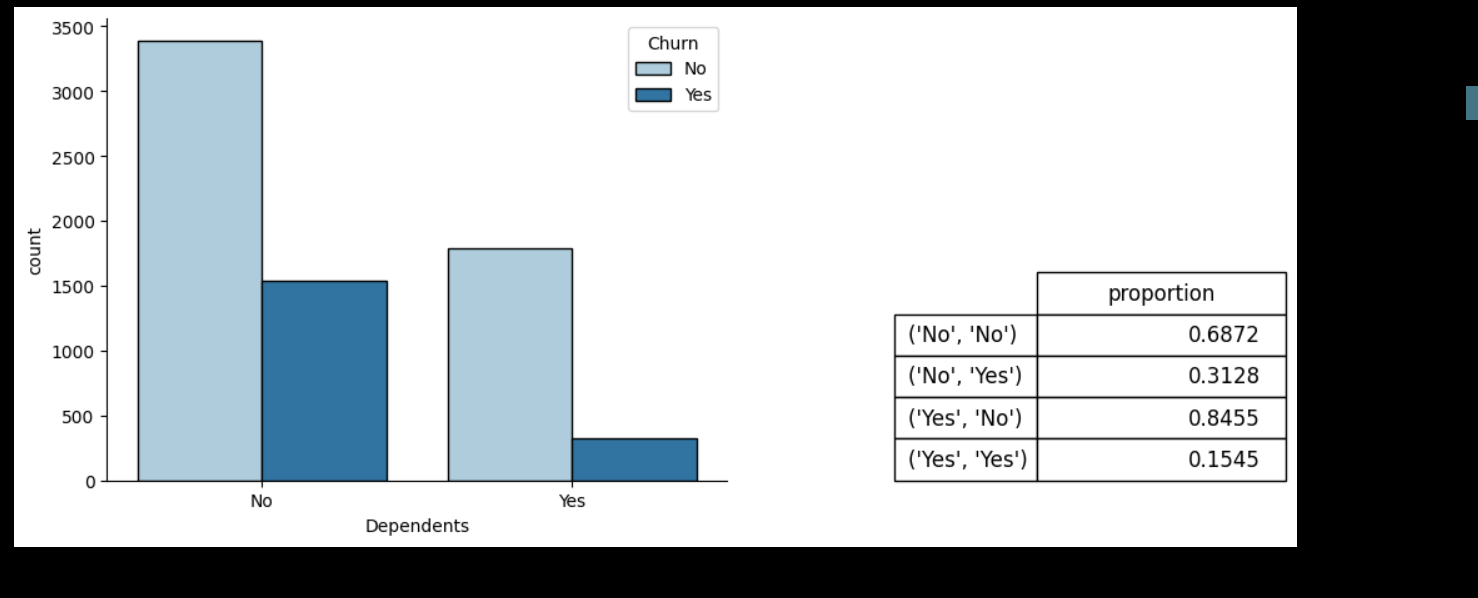 3500
3000
2500
2000
1500
1000
500
0
count
No
Yes
Dependents
Churn
No
Yes
proportion
('No', 'No') 0.6872
('No', 'Yes') 0.3128
('Yes', 'No') 0.8455
('Yes', 'Yes') 0.1545